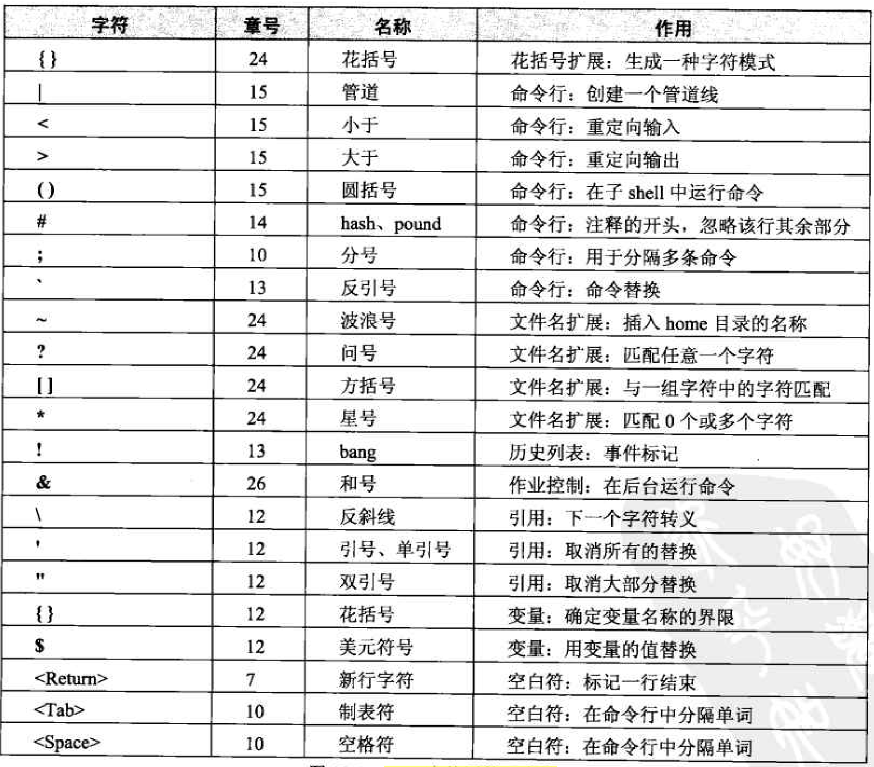 字符 章号 名称 作用
{ } 24 花括号 花括号扩展：生成一种字符模式
| 15 管道 命令行：创建一个管道线
< 15 小于 命令行：重定向输入
> 15 大于 命令行：重定向输出
( ) 15 圆括号 命令行：在子 shell 中运行命令
# 14 hash、pound 命令行：注释的开头，忽略该行其余部分
; 10 分号 命令行：用于分隔多条命令
` 13 反引号 命令行：命令替换
~ 24 波浪号 文件名扩展：插入 home 目录的名称
? 24 问号 文件名扩展：匹配任意一个字符
[ ] 24 方括号 文件名扩展：与一组字符中的字符匹配
* 24 星号 文件名扩展：匹配 0 个或多个字符
! 13 bang 历史列表：事件标记
& 26 和号 作业控制：在后台运行命令
\ 12 反斜线 引用：下一个字符转义
' 12 引号、单引号 引用：取消所有的替换
" 12 双引号 引用：取消大部分替换
{ } 12 花括号 变量：确定变量名称的界限
$ 12 美元符号 变量：用变量的值替换
<Return> 7 新行字符 空白符：标记一行结束
<Tab> 10 制表符 空白符：在命令行中分隔单词
<Space> 10 空格符 空白符：在命令行中分隔单词